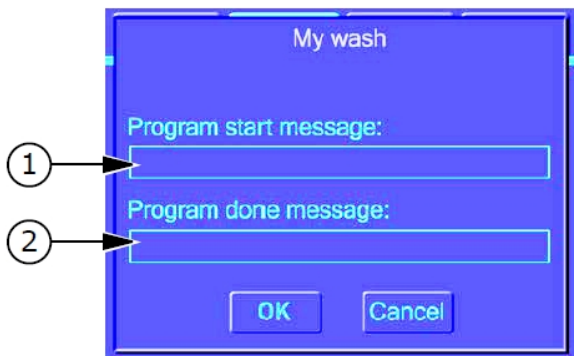 My wash
Program start message:
1
Program done message:
2
OK Cancel